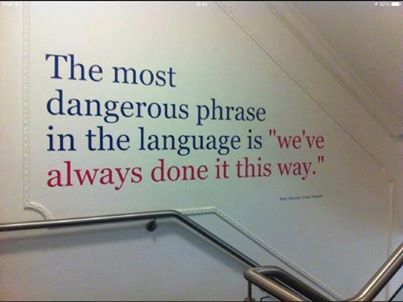 The most
dangerous phrase
in the language is "we've
always done it this way."